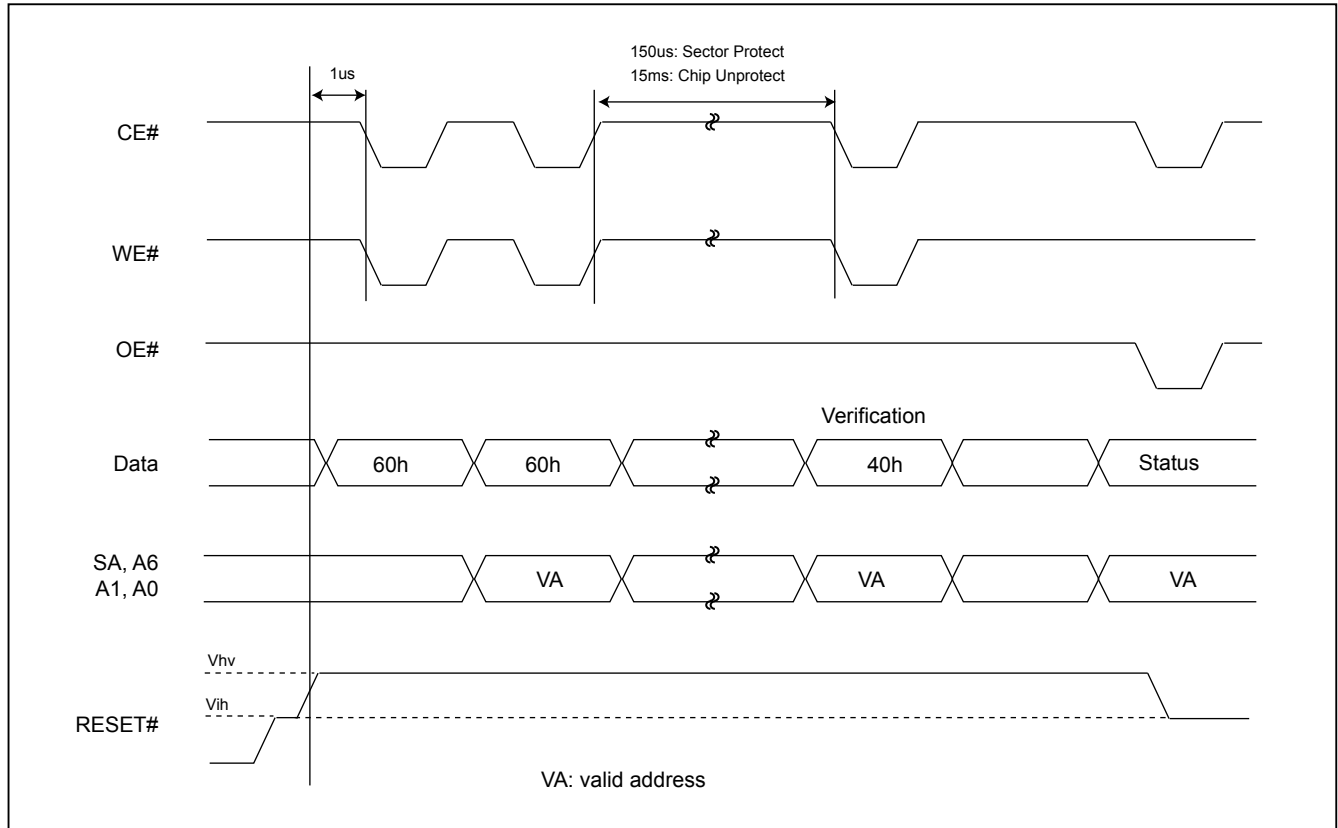 150us: Sector Protect
15ms: Chip Unprotect
1us
CE#
WE#
OE#
Verification
Data
60h
60h
40h
Status
SA, A6
A1, A0
VA
VA
VA
Vhv
Vih
RESET#
VA: valid address